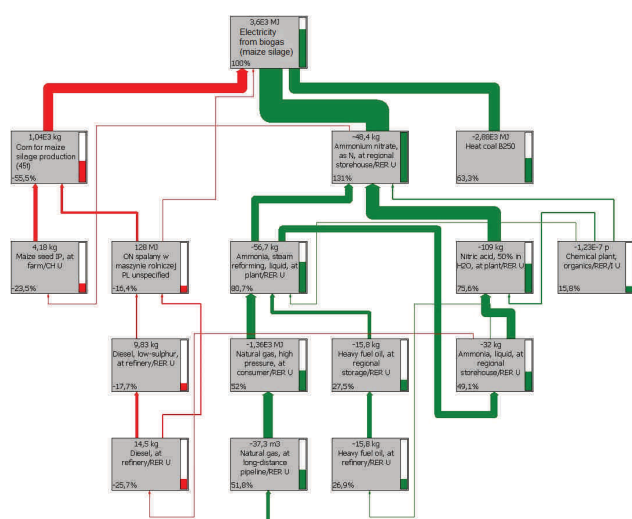 3,6E3 MJ
Electricity
from biogas
(maize silage)
100%
1,04E3 kg
Corn for maize
silage production
(45t)
-55,5%
-48,4 kg
Ammonium nitrate,
as N, at regional
storehouse/RER U
131%
-2,88E3 MJ
Heat coal B250
63,3%
4,18 kg
Maize seed IP, at
farm/CH U
-23,5%
128 MJ
ON spalany w
maszynie rolniczej
PL unspecified
-16,4%
-56,7 kg
Ammonia, steam
reforming, liquid, at
plant/RER U
80,7%
-109 kg
Nitric acid, 50% in
H2O, at plant/RER U
75,6%
-1,23E-7 p
Chemical plant,
organics/RER/I U
15,8%
9,83 kg
Diesel, low-sulphur,
at refinery/RER U
-17,7%
-1,36E3 MJ
Natural gas, high
pressure, at
consumer/RER U
52%
-15,8 kg
Heavy fuel oil, at
regional
storage/RER U
27,5%
-32 kg
Ammonia, liquid, at
regional
storehouse/RER U
49,1%
14,5 kg
Diesel, at
refinery/RER U
-25,7%
-37,3 m3
Natural gas, at
long-distance
pipeline/RER U
51,8%
-15,8 kg
Heavy fuel oil, at
refinery/RER U
26,9%